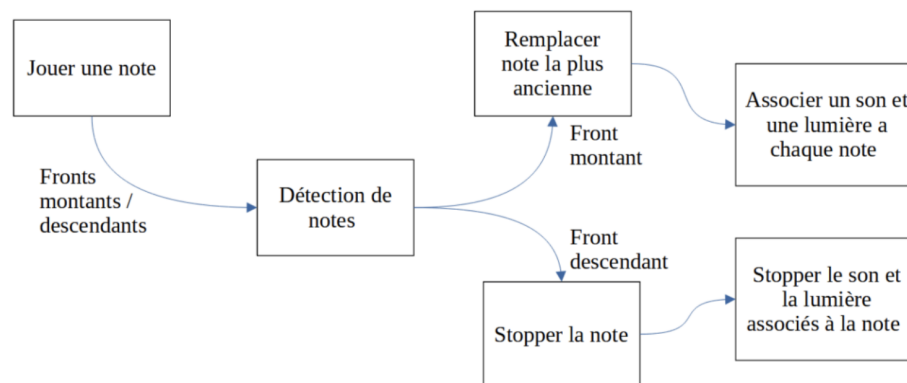 Jouer une note
Fronts
montants /
descendants
Détection de
notes
Remplacer
note la plus
ancienne
Front
montant
Associer un son et
une lumière a
chaque note
Front
descendant
Stopper la note
Stopper le son et
la lumière
associés à la note